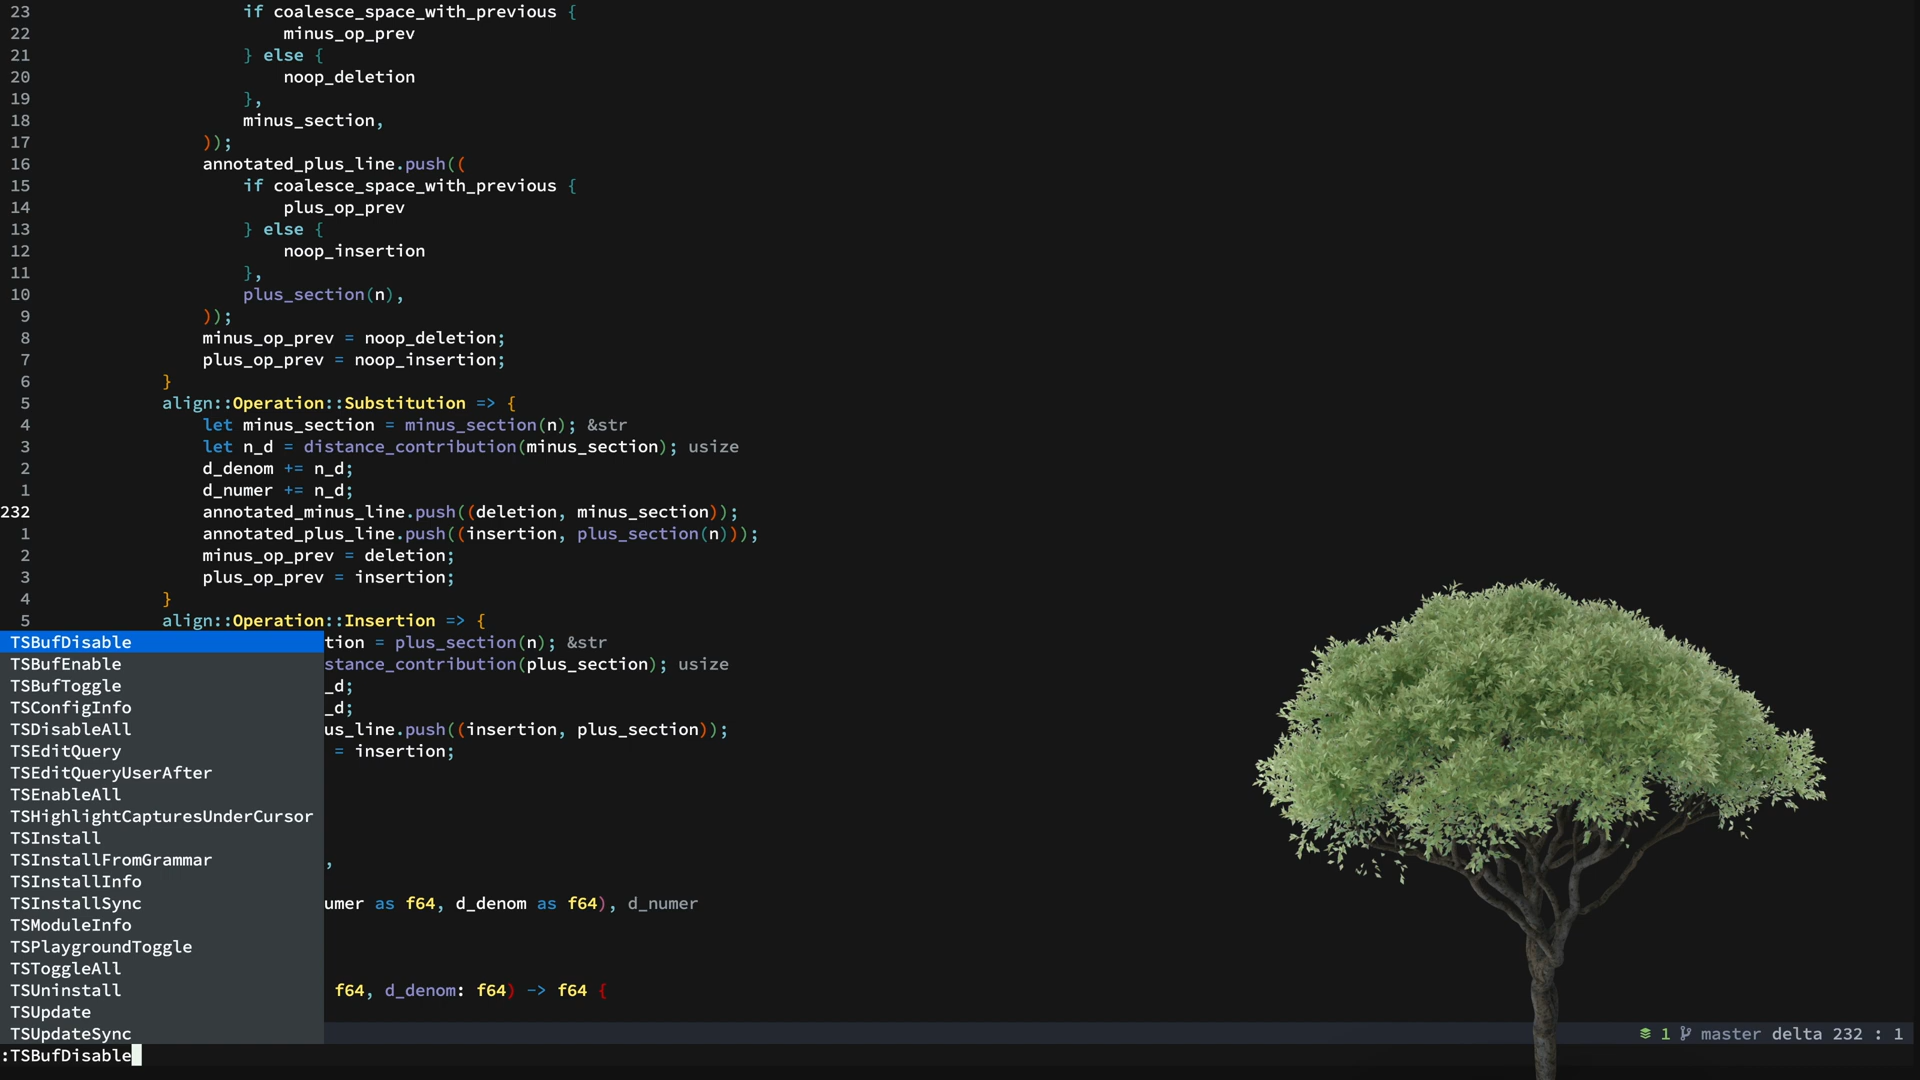 23 if coalesce_space_with_previous {
22 minus_op_prev
21 } else {
20 noop_deletion
19 },
18 minus_section,
17 ));
16 annotated_plus_line.push((
15 if coalesce_space_with_previous {
14 plus_op_prev
13 } else {
12 noop_insertion
11 },
10 plus_section(n),
9 ));
8 minus_op_prev = noop_deletion;
7 plus_op_prev = noop_insertion;
6 }
5 align::Operation::Substitution => {
4 let minus_section = minus_section(n); &str
3 let n_d = distance_contribution(minus_section); usize
2 d_denom += n_d;
1 d_numer += n_d;
232 annotated_minus_line.push((deletion, minus_section));
1 annotated_plus_line.push((insertion, plus_section(n)));
2 minus_op_prev = deletion;
3 plus_op_prev = insertion;
4 }
5 align::Operation::Insertion => {
TSBufDisable tion = plus_section(n); &str
TSBufEnable stance_contribution(plus_section); usize
TSBufToggle _d;
TSConfigInfo _d;
TSDisableAll us_line.push((insertion, plus_section));
TSEditQuery = insertion;
TSEditQueryUserAfter
TSEnableAll
TSHighlightCapturesUnderCursor
TSInstall
TSInstallFromGrammar ,
TSInstallInfo
TSInstallSync umer as f64, d_denom as f64), d_numer
TSModuleInfo
TSPlaygroundToggle
TSToggleAll
TSUninstall f64, d_denom: f64) -> f64 {
TSUpdate
TSUpdateSync 1 master delta 232 : 1
:TSBufDisable